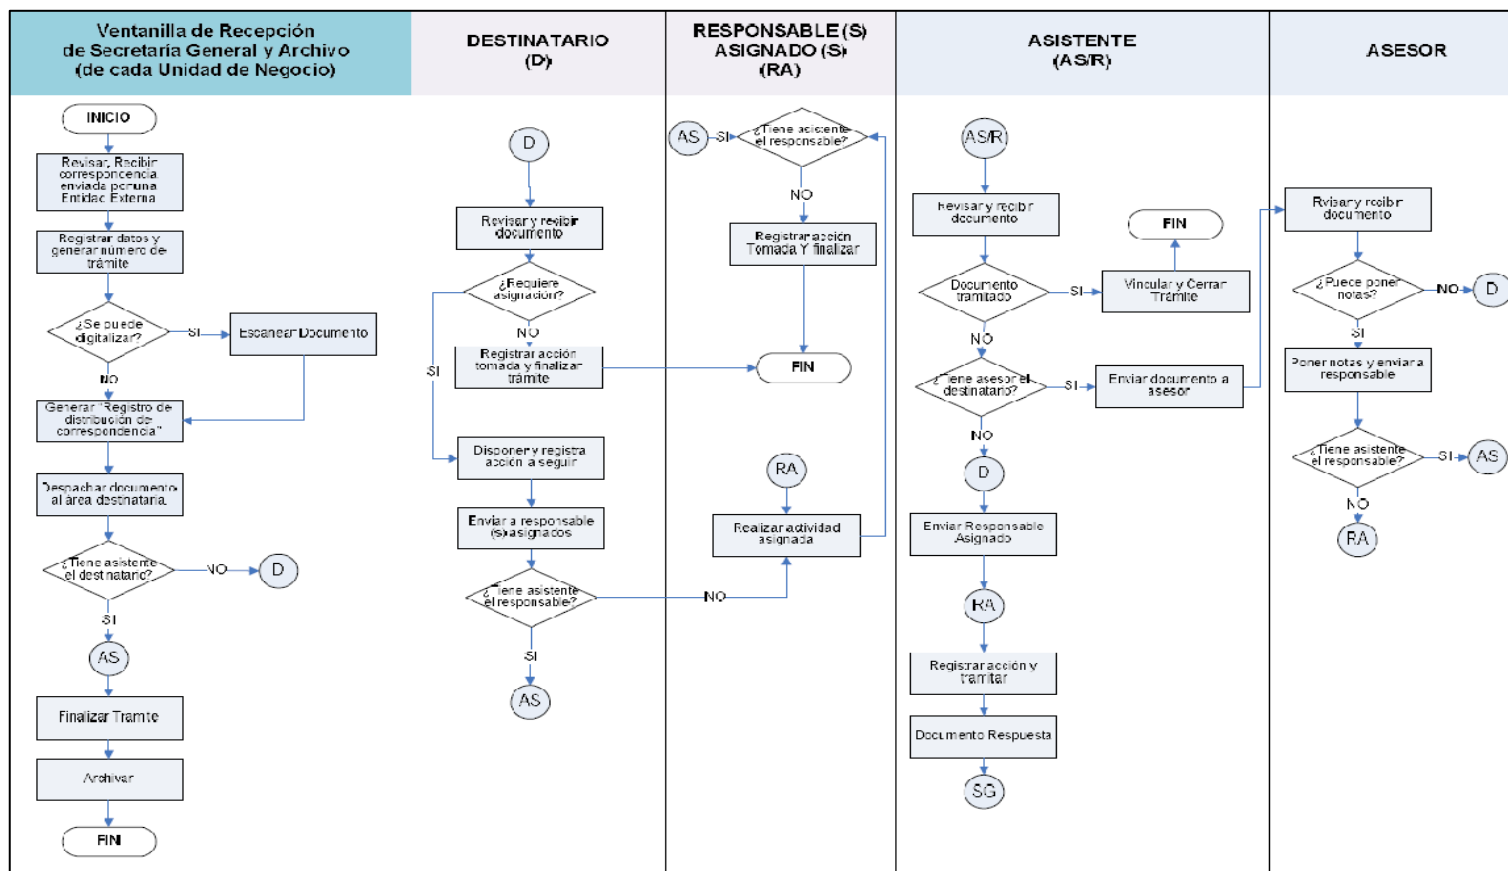 Ventanilla de Recepción
de Secretaría General y Archivo
(de cada Unidad de Negocio)
INICIO
Revisar, Recibir
correspondencia
enviada por una
Entidad Externa
Registrar datos y
generar número de
trámite
¿Se puede
digitalizar?
SI
Escanear Documento
NO
Generar "Registro de
distribución de
correspondencia"
Despachar documento
al área destinataria
¿Tiene asistente
el destinatario?
NO
D
SI
AS
Finalizar Tramite
Archivar
FIN
DESTINATARIO
(D)
D
Revisar y recibir
documento
¿Requiere
asignación?
NO
SI
Registrar acción
tomada y finalizar
trámite
Disponer y registra
acción a seguir
Enviar a responsable
(s) asignados
¿Tiene asistente
el responsable?
NO
SI
AS
RESPONSABLE (S)
ASIGNADO (S)
(RA)
AS
SI
¿Tiene asistente
el responsable?
NO
Registrar acción
Tomada Y finalizar
FIN
RA
Realizar actividad
asignada
ASISTENTE
(AS/R)
AS/R
Revisar y recibir
documento
FIN
Documento
tramitado
SI
Vincular y Cerrar
Trámite
NO
¿Tiene asesor el
destinatario?
SI
Enviar documento a
asesor
NO
D
Enviar Responsable
Asignado
RA
Registrar acción y
tramitar
Documento Respuesta
SG
ASESOR
Rvisar y recibir
documento
¿Puece poner
notas?
NO
D
SI
Poner notas y enviar a
responsable
¿Tiene asistente
el responsable?
SI
AS
NO
RA